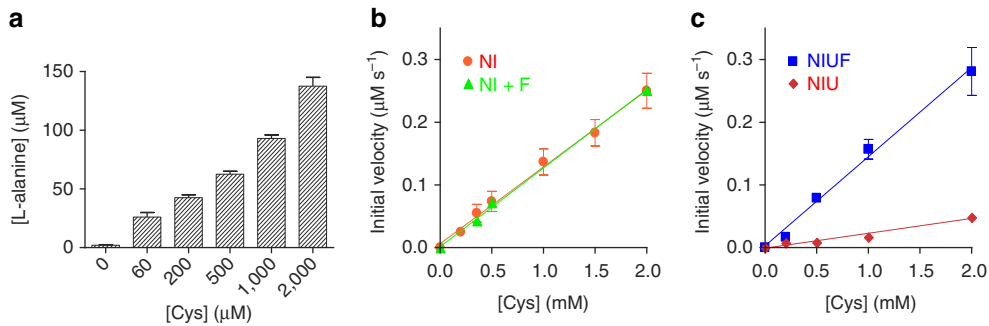 a
[L-alanine] (μM)
150
100
50
0
0
60
200
500
1,000
2,000
[Cys] (μM)
b
Initial velocity (μM s⁻¹)
0.3
0.2
0.1
0.0
NI
NI + F
0.0
0.5
1.0
1.5
2.0
[Cys] (mM)
c
Initial velocity (μM s⁻¹)
0.3
0.2
0.1
0.0
NIUF
NIU
0.0
0.5
1.0
1.5
2.0
[Cys] (mM)